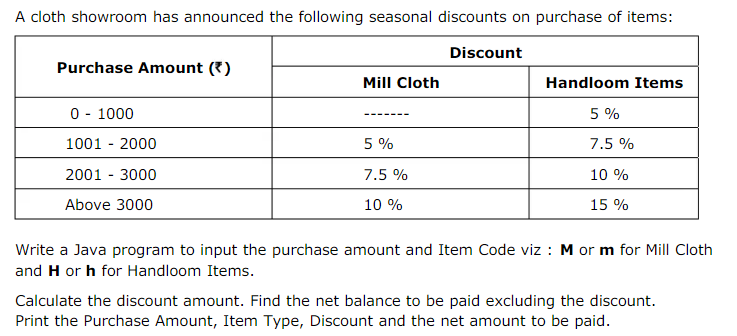 A cloth showroom has announced the following seasonal discounts on purchase of items:
Purchase Amount (₹)
Discount
Mill Cloth
Handloom Items
0 - 1000
-------
5 %
1001 - 2000
5 %
7.5 %
2001 - 3000
7.5 %
10 %
Above 3000
10 %
15 %
Write a Java program to input the purchase amount and Item Code viz : M or m for Mill Cloth
and H or h for Handloom Items.
Calculate the discount amount. Find the net balance to be paid excluding the discount.
Print the Purchase Amount, Item Type, Discount and the net amount to be paid.